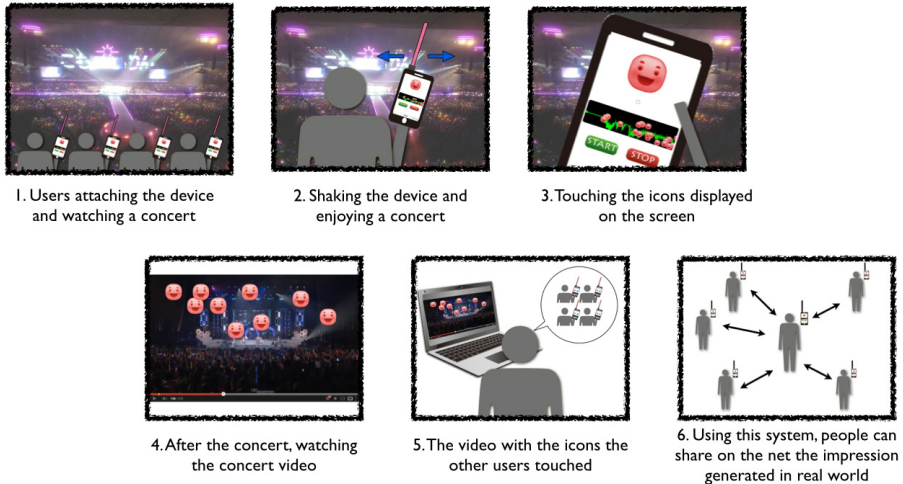 1. Users attaching the device
and watching a concert
2. Shaking the device and
enjoying a concert
START
STOP
3. Touching the icons displayed
on the screen
4. After the concert, watching
the concert video
5. The video with the icons the
other users touched
6. Using this system, people can
share on the net the impression
generated in real world